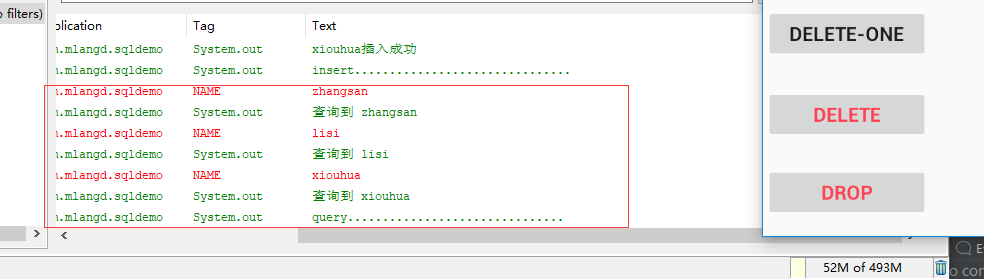 o filters)
plication Tag Text
n.mlangd.sqldemo System.out xiouhua插入成功
n.mlangd.sqldemo System.out insert...............................
n.mlangd.sqldemo NAME zhangsan
n.mlangd.sqldemo System.out 查询到 zhangsan
n.mlangd.sqldemo NAME lisi
n.mlangd.sqldemo System.out 查询到 lisi
n.mlangd.sqldemo NAME xiouhua
n.mlangd.sqldemo System.out 查询到 xiouhua
n.mlangd.sqldemo System.out query...............................
DELETE-ONE
DELETE
DROP
52M of 493M
o con